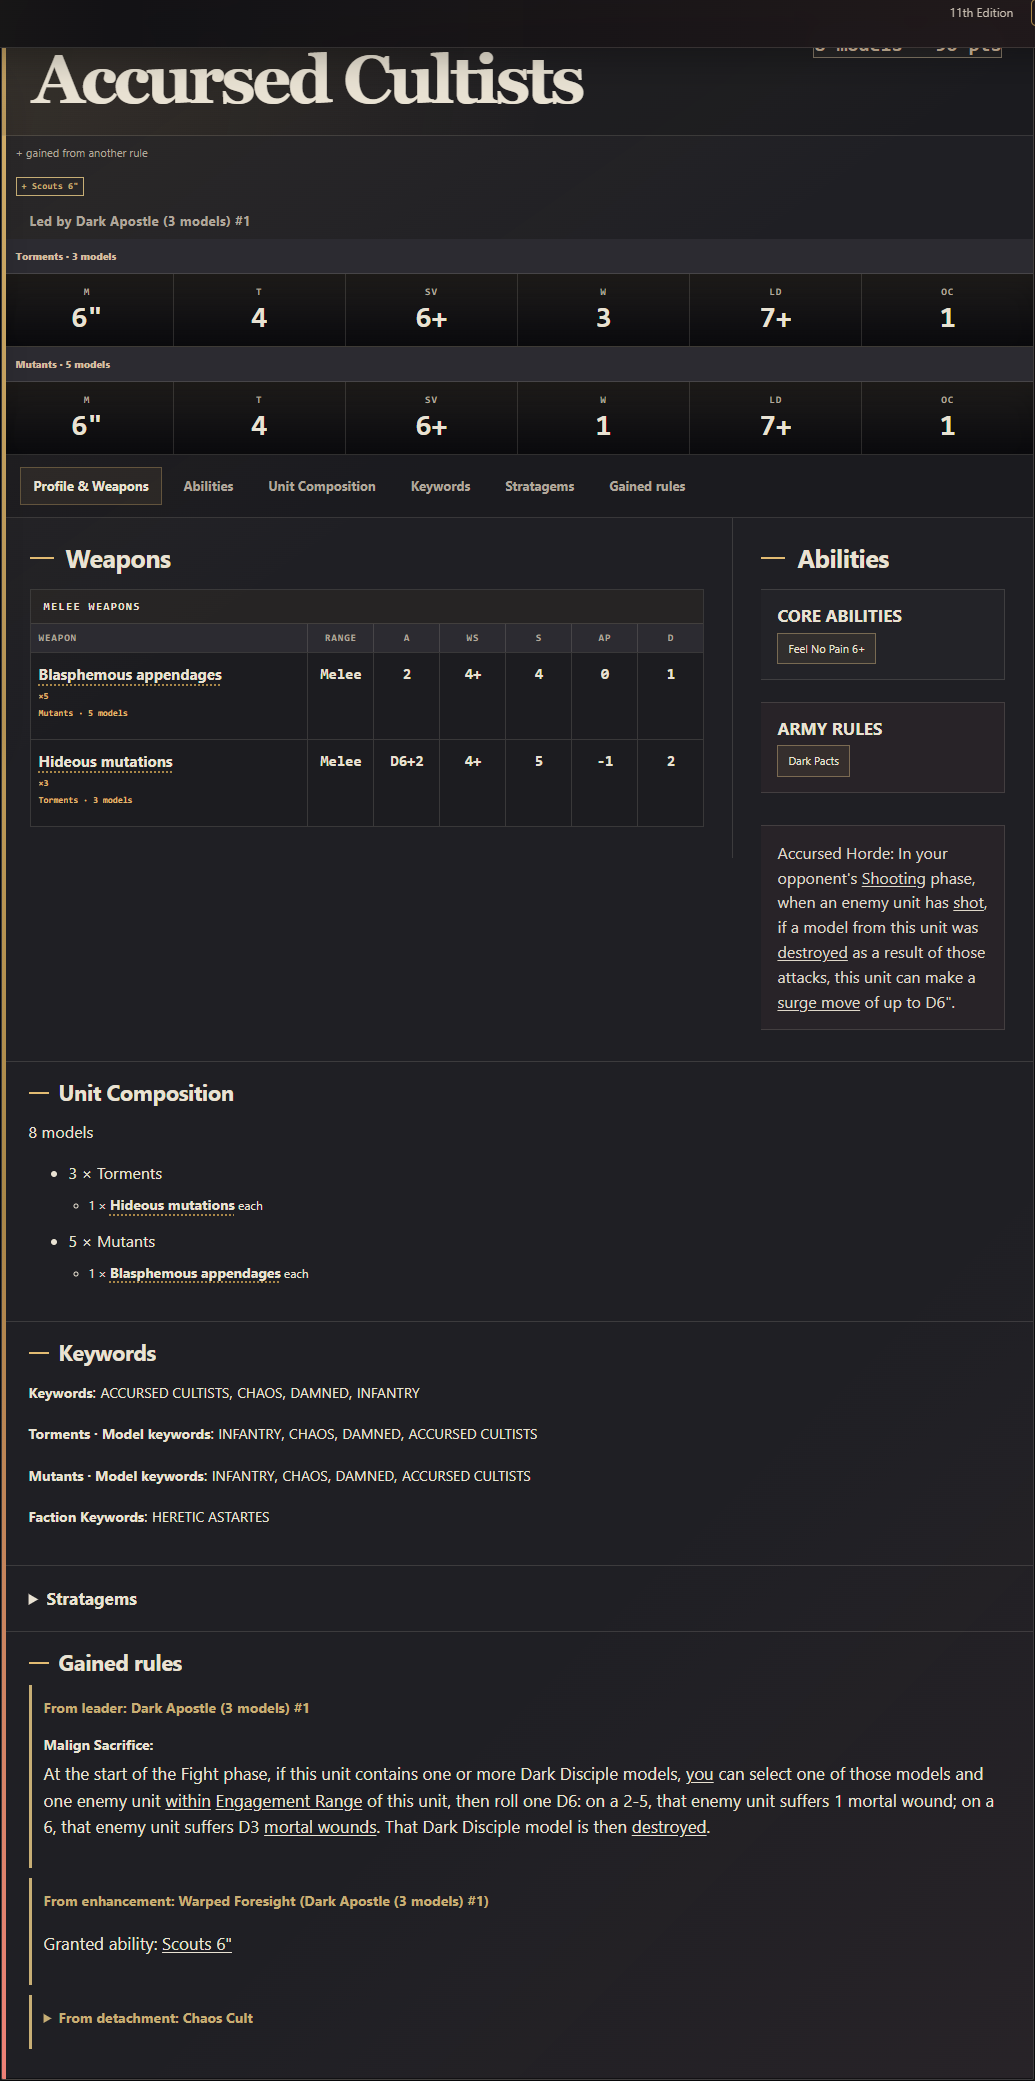 11th Edition
Accursed Cultists
+ gained from another rule
+ Scouts 6"
Led by Dark Apostle (3 models) #1
Torments · 3 models
M T SV W LD OC
6" 4 6+ 3 7+ 1
Mutants · 5 models
M T SV W LD OC
6" 4 6+ 1 7+ 1
Profile & Weapons Abilities Unit Composition Keywords Stratagems Gained rules
Weapons
MELEE WEAPONS
WEAPON RANGE A WS S AP D
Blasphemous appendages Melee 2 4+ 4 0 1
×5
Mutants · 5 models
Hideous mutations Melee D6+2 4+ 5 -1 2
×3
Torments · 3 models
Abilities
CORE ABILITIES
Feel No Pain 6+
ARMY RULES
Dark Pacts
Accursed Horde: In your
opponent's Shooting phase,
when an enemy unit has shot,
if a model from this unit was
destroyed as a result of those
attacks, this unit can make a
surge move of up to D6".
Unit Composition
8 models
• 3 × Torments
◦ 1 × Hideous mutations each
• 5 × Mutants
◦ 1 × Blasphemous appendages each
Keywords
Keywords: ACCURSED CULTISTS, CHAOS, DAMNED, INFANTRY
Torments · Model keywords: INFANTRY, CHAOS, DAMNED, ACCURSED CULTISTS
Mutants · Model keywords: INFANTRY, CHAOS, DAMNED, ACCURSED CULTISTS
Faction Keywords: HERETIC ASTARTES
▶ Stratagems
Gained rules
From leader: Dark Apostle (3 models) #1
Malign Sacrifice:
At the start of the Fight phase, if this unit contains one or more Dark Disciple models, you can select one of those models and
one enemy unit within Engagement Range of this unit, then roll one D6: on a 2-5, that enemy unit suffers 1 mortal wound; on a
6, that enemy unit suffers D3 mortal wounds. That Dark Disciple model is then destroyed.
From enhancement: Warped Foresight (Dark Apostle (3 models) #1)
Granted ability: Scouts 6"
▶ From detachment: Chaos Cult